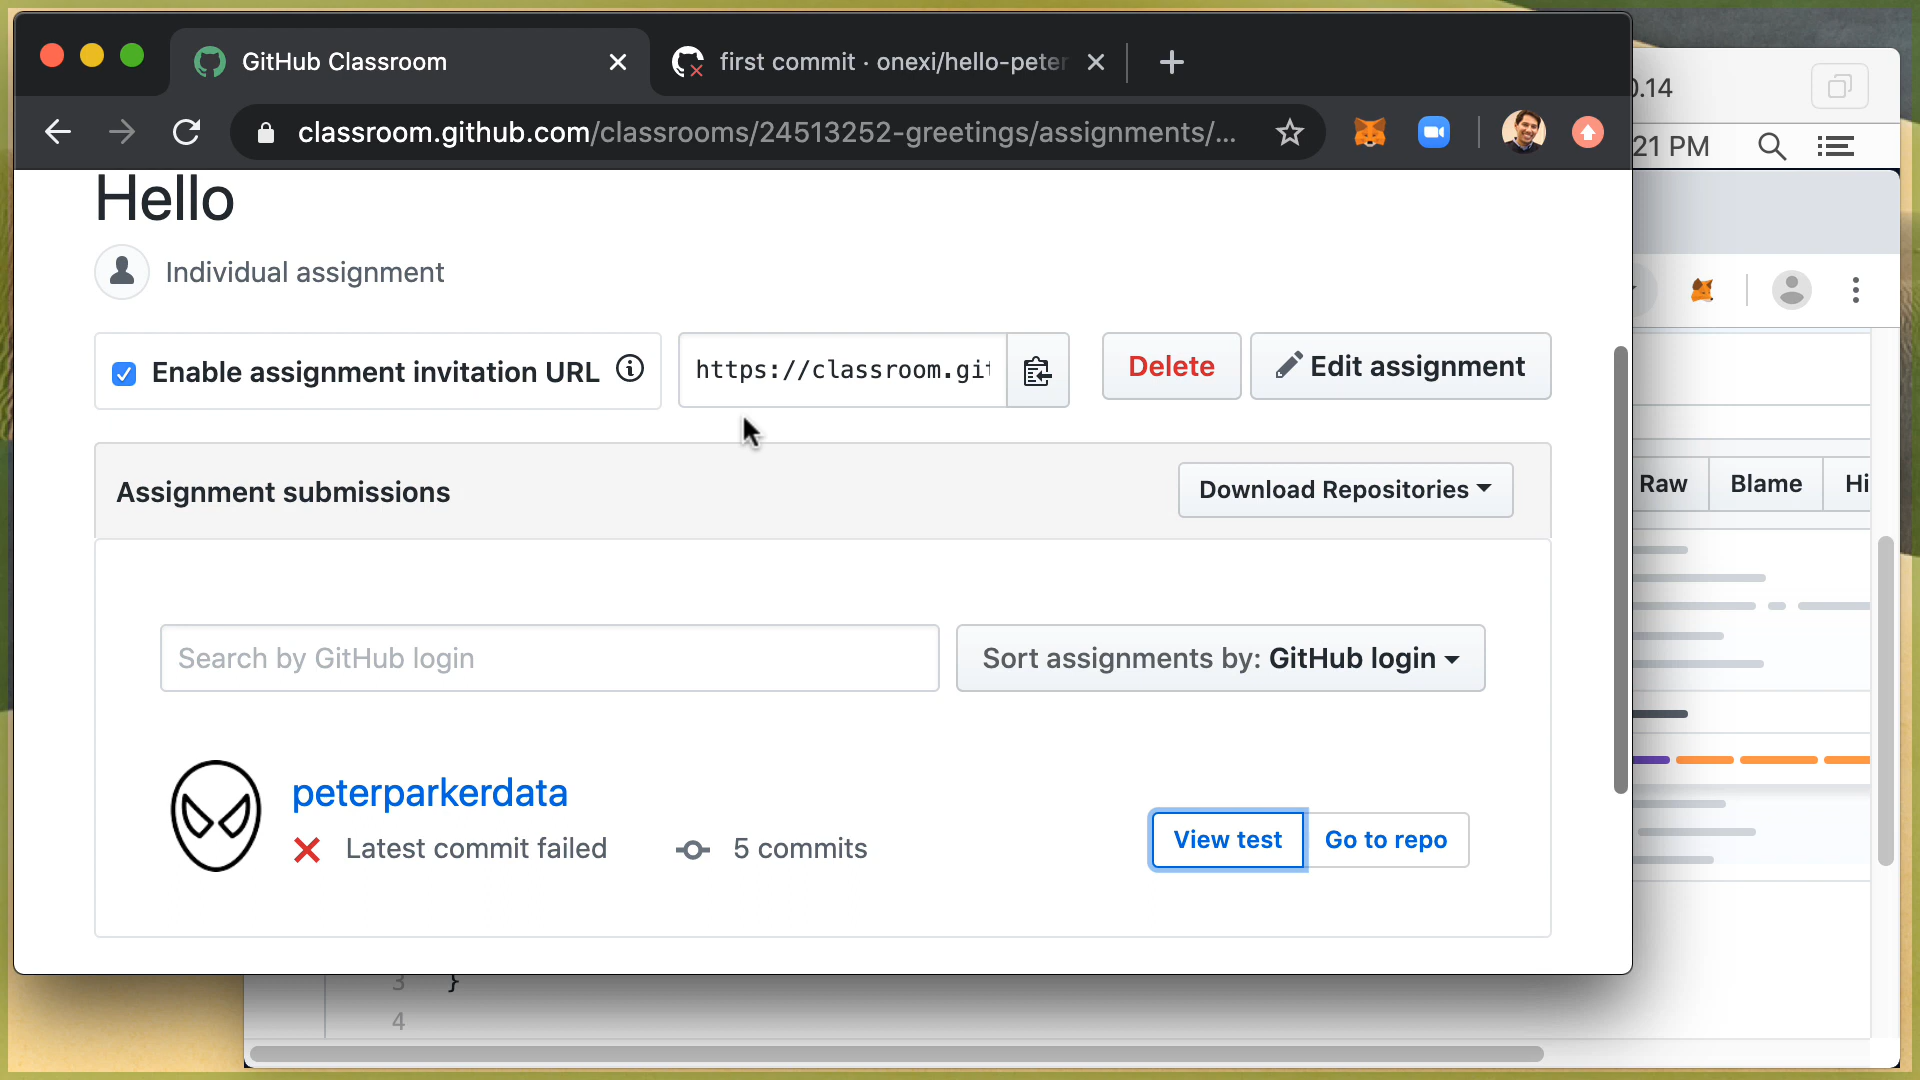 GitHub Classroom
first commit · onexi/hello-peter
0.14
classroom.github.com/classrooms/24513252-greetings/assignments/...
21 PM
Hello
Individual assignment
Enable assignment invitation URL
https://classroom.git
Delete
Edit assignment
Assignment submissions
Download Repositories
Raw
Blame
Hi
Search by GitHub login
Sort assignments by: GitHub login
peterparkerdata
Latest commit failed
5 commits
View test
Go to repo
3 }
4